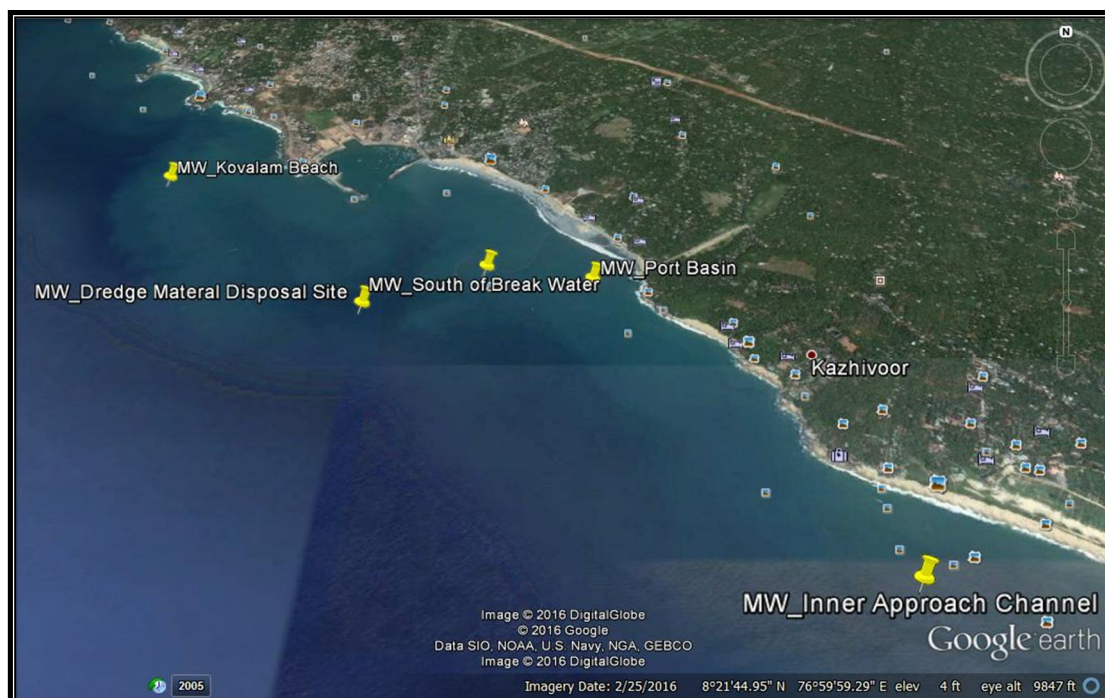 N
MW_Kovalam Beach
MW_Port Basin
MW_South of Break Water
MW_Dredge Materal Disposal Site
Kazhivoor
MW_Inner Approach Channel
Image © 2016 DigitalGlobe
© 2016 Google
Data SIO, NOAA, U.S. Navy, NGA, GEBCO
Image © 2016 DigitalGlobe
Google earth
2005
Imagery Date: 2/25/2016 8°21'44.95" N 76°59'59.29" E elev 4 ft eye alt 9847 ft